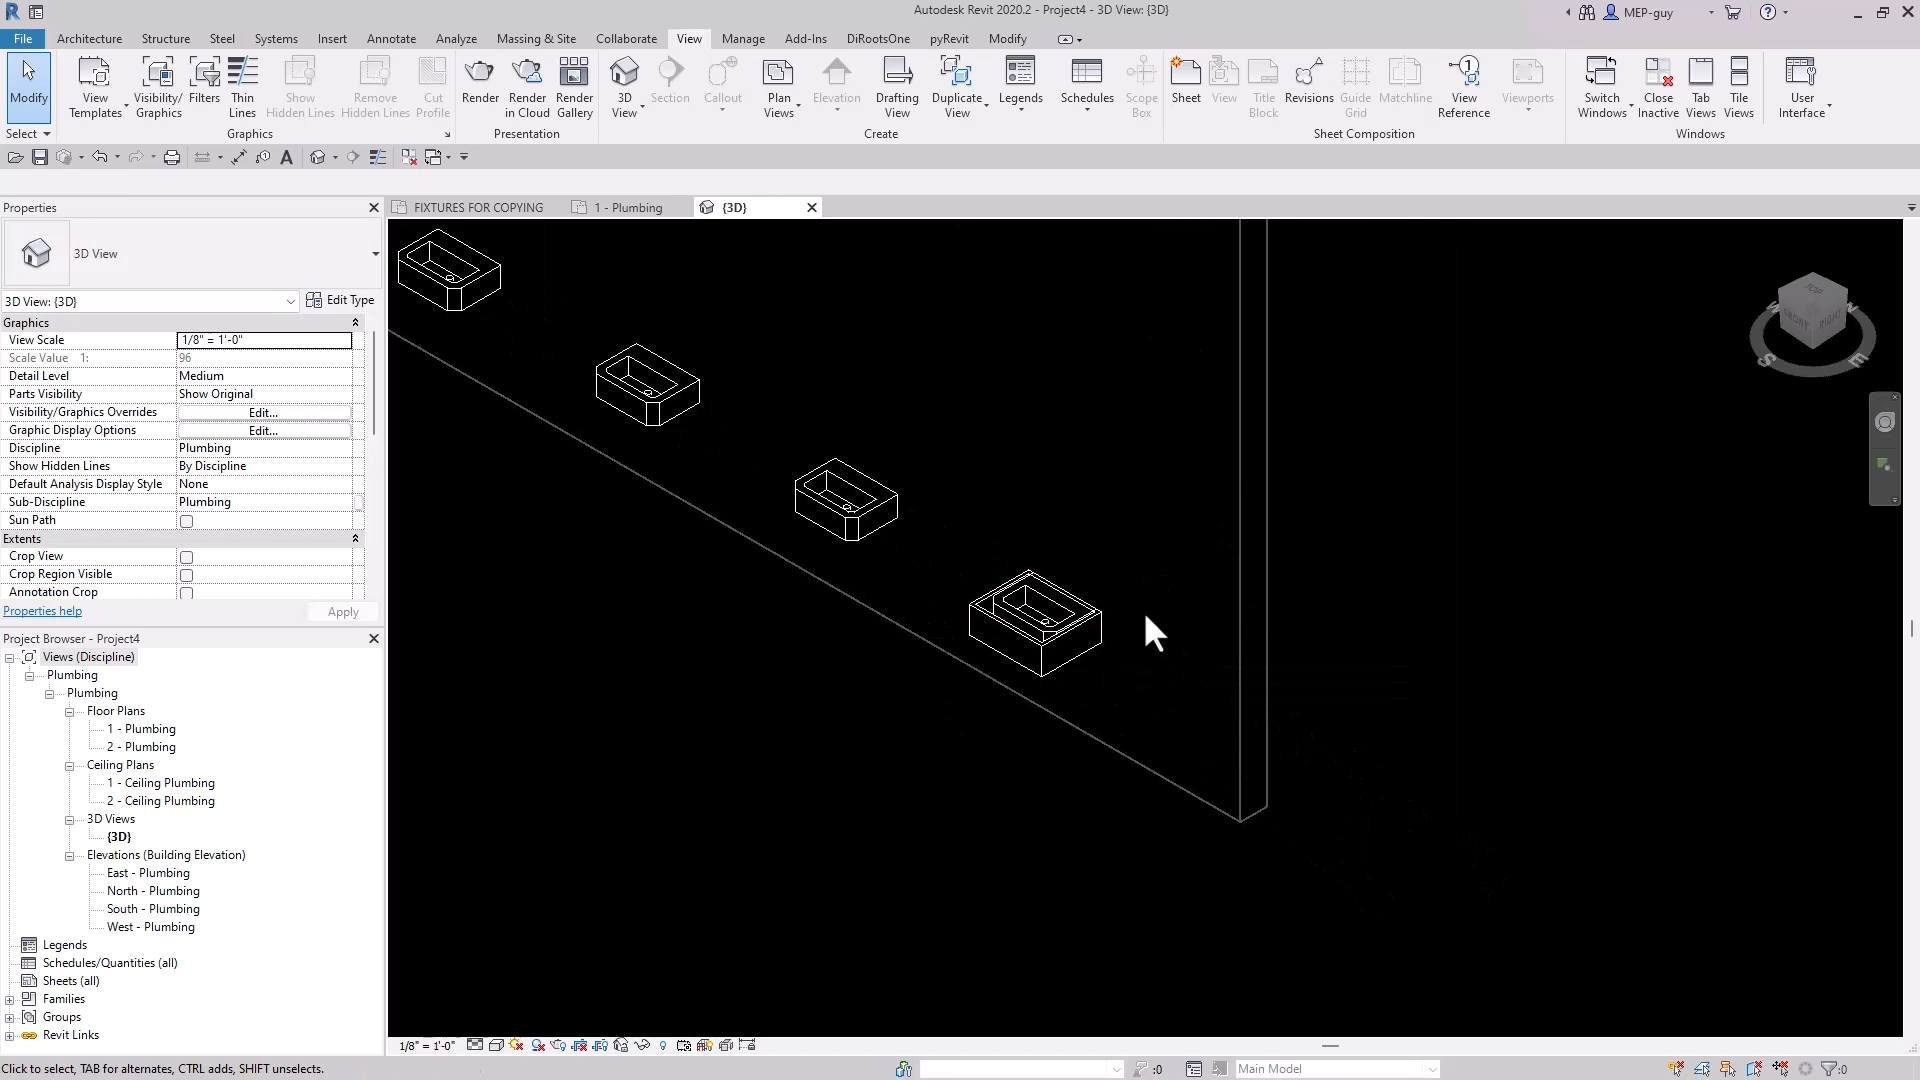 Autodesk Revit 2020.2 - Project4 - 3D View: {3D}
MEP-guy
File Architecture Structure Steel Systems Insert Annotate Analyze Massing & Site Collaborate View Manage Add-Ins DiRootsOne pyRevit Modify
Modify
View Templates
Visibility/ Graphics
Filters
Thin Lines
Show Hidden Lines
Remove Hidden Lines
Cut Profile
Render
Render in Cloud
Render Gallery
3D View
Section
Callout
Plan Views
Elevation
Drafting View
Duplicate View
Legends
Schedules
Scope Box
Sheet
View
Title Block
Revisions
Guide Grid
Matchline
View Reference
Viewports
Switch Windows
Close Inactive
Tab Views
Tile Views
User Interface
Select Graphics Presentation Create Sheet Composition Windows
Properties
FIXTURES FOR COPYING
1 - Plumbing
{3D}
3D View
3D View: {3D}
Edit Type
Graphics
View Scale 1/8" = 1'-0"
Scale Value 1: 96
Detail Level Medium
Parts Visibility Show Original
Visibility/Graphics Overrides Edit...
Graphic Display Options Edit...
Discipline Plumbing
Show Hidden Lines By Discipline
Default Analysis Display Style None
Sub-Discipline Plumbing
Sun Path
Extents
Crop View
Crop Region Visible
Annotation Crop
Properties help
Apply
Project Browser - Project4
Views (Discipline)
Plumbing
Plumbing
Floor Plans
1 - Plumbing
2 - Plumbing
Ceiling Plans
1 - Ceiling Plumbing
2 - Ceiling Plumbing
3D Views
{3D}
Elevations (Building Elevation)
East - Plumbing
North - Plumbing
South - Plumbing
West - Plumbing
Legends
Schedules/Quantities (all)
Sheets (all)
Families
Groups
Revit Links
TOP
FRONT
RIGHT
W
N
S
E
1/8" = 1'-0"
Click to select, TAB for alternates, CTRL adds, SHIFT unselects.
:0
Main Model
:0